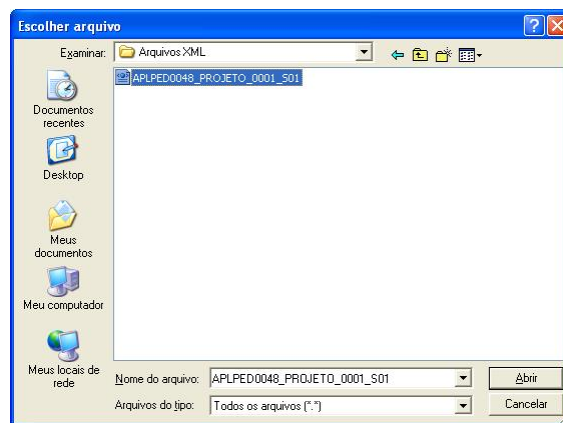 Escolher arquivo
Examinar:
Arquivos XML
APLPED0048_PROJETO_0001_S01
Documentos
recentes
Desktop
Meus
documentos
Meu computador
Meus locais de
rede
Nome do arquivo:
APLPED0048_PROJETO_0001_S01
Abrir
Arquivos do tipo:
Todos os arquivos (*.*)
Cancelar